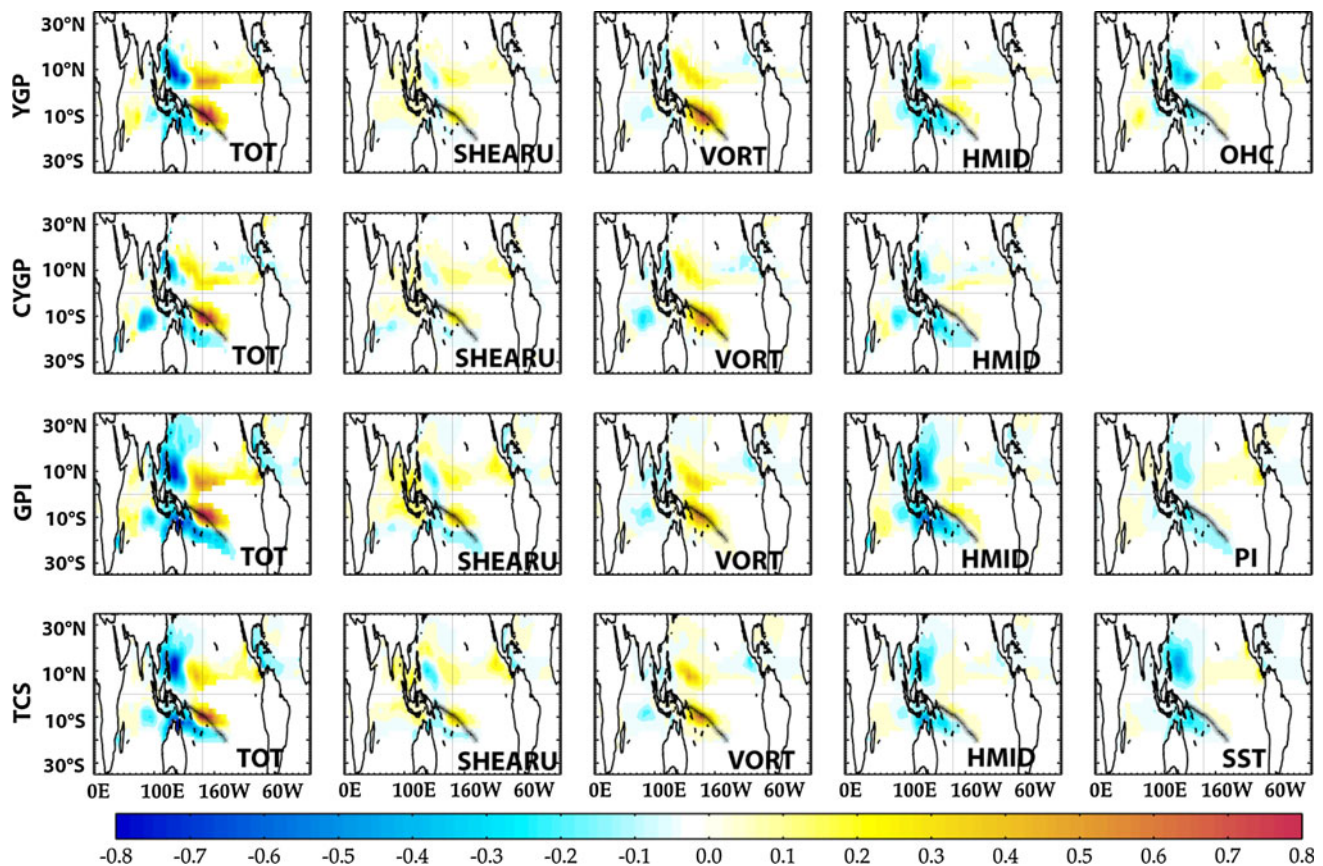 30°N
10°N
10°S
30°S
YGP
TOT
SHEARU
VORT
HMID
OHC
30°N
10°N
10°S
30°S
CYGP
TOT
SHEARU
VORT
HMID
30°N
10°N
10°S
30°S
GPI
TOT
SHEARU
VORT
HMID
PI
30°N
10°N
10°S
30°S
TCS
TOT
SHEARU
VORT
HMID
SST
0E 100E 160W 60W 0E 100E 160W 60W 0E 100E 160W 60W 0E 100E 160W 60W 0E 100E 160W 60W
-0.8 -0.7 -0.6 -0.5 -0.4 -0.3 -0.2 -0.1 0.0 0.1 0.2 0.3 0.4 0.5 0.6 0.7 0.8